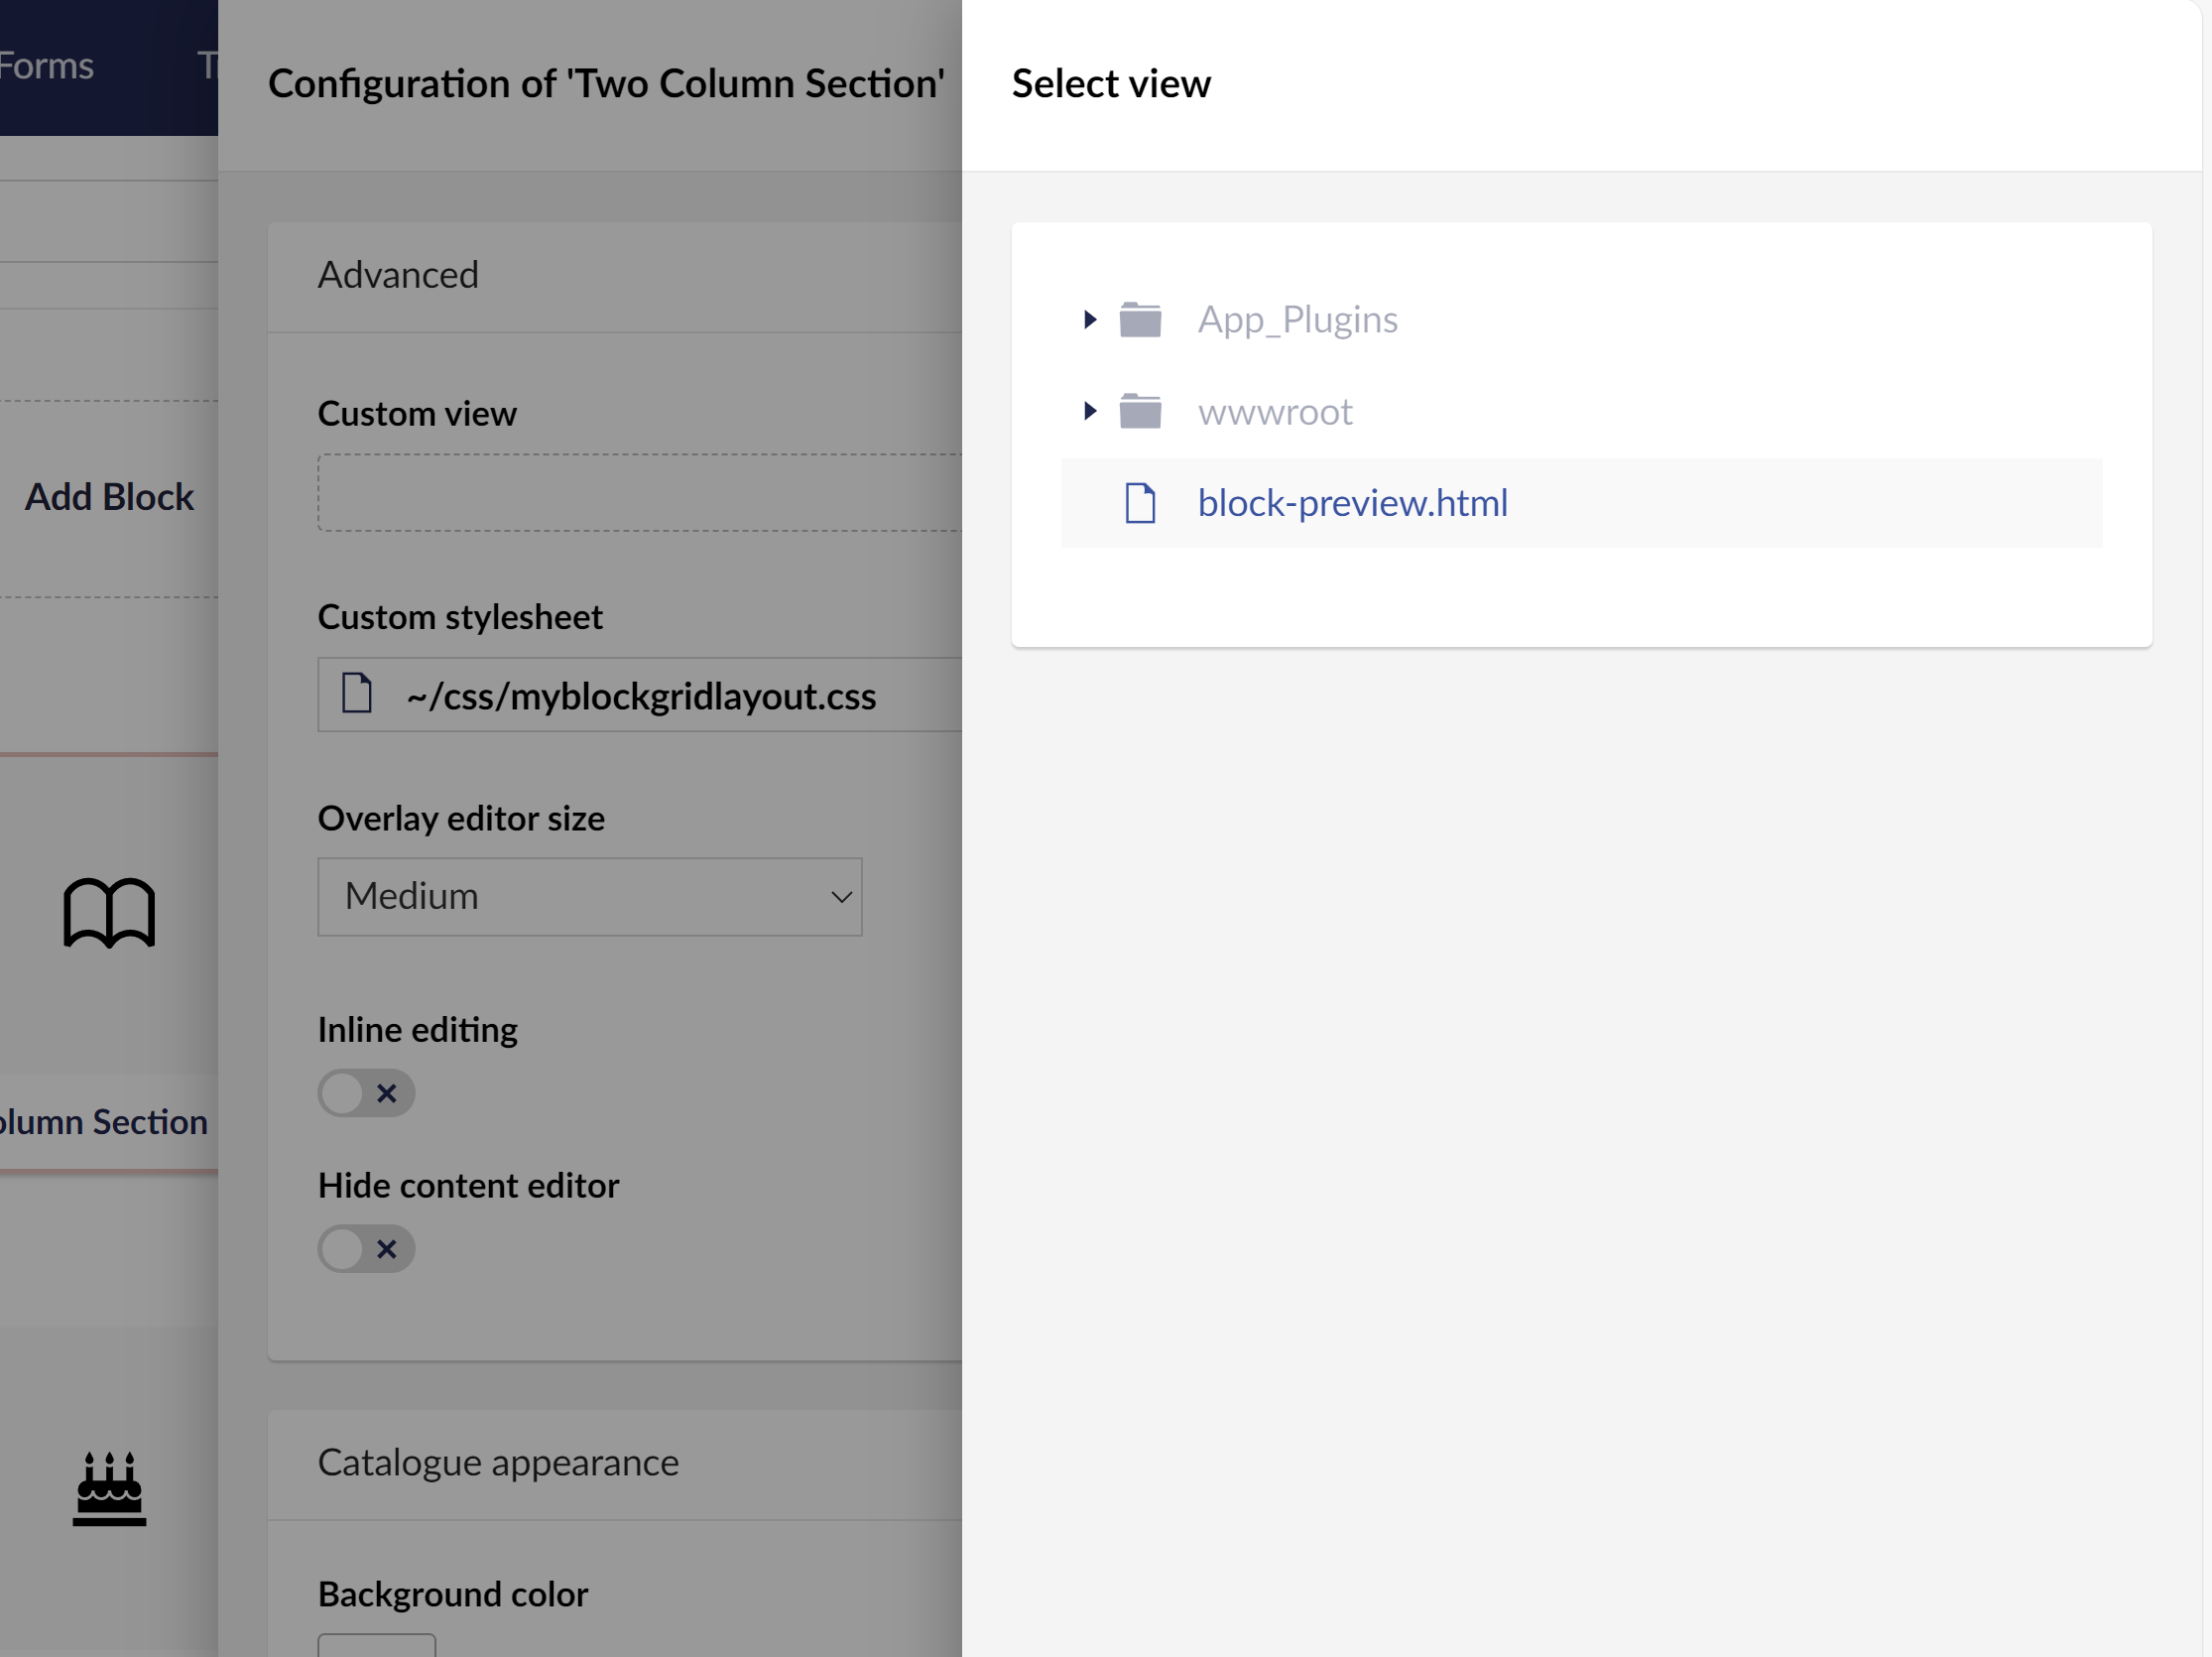 Forms
Configuration of 'Two Column Section'
Select view
Advanced
App_Plugins
wwwroot
block-preview.html
Custom view
Add Block
Custom stylesheet
~/css/myblockgridlayout.css
Overlay editor size
Medium
Inline editing
olumn Section
Hide content editor
Catalogue appearance
Background color